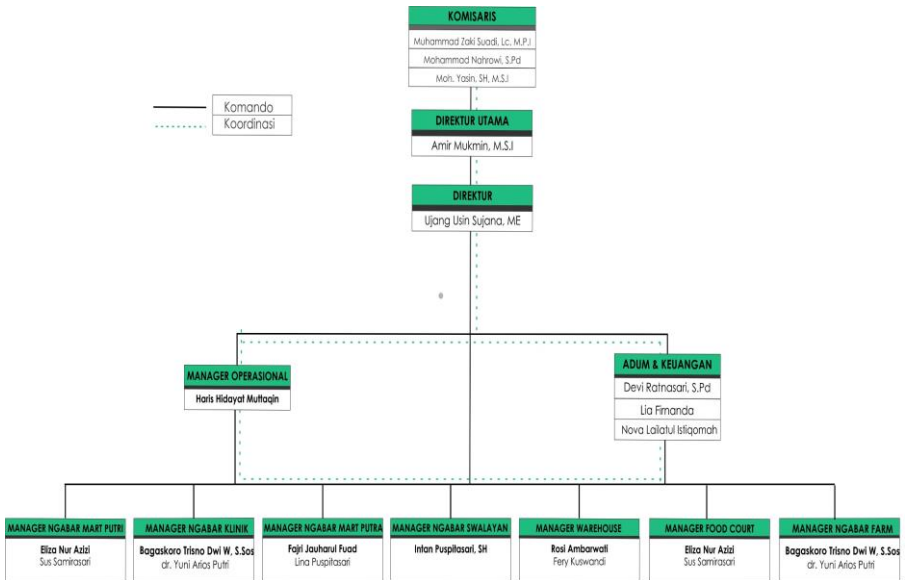 KOMISARIS
Muhammad Zaki Suadi, Lc. M.P.I
Mohammad Nahrowi, S.Pd
Moh. Yasin, SH, M.S.I
Komando
Koordinasi
DIREKTUR UTAMA
Amir Mukmin, M.S.I
DIREKTUR
Ujang Usin Sujana, ME
MANAGER OPERASIONAL
Haris Hidayat Muttaqin
ADUM & KEUANGAN
Devi Ratnasari, S.Pd
Lia Firnanda
Nova Lailatul Istiqomah
MANAGER NGABAR MART PUTRI
Eliza Nur Azizi
Sus Samirasari
MANAGER NGABAR KLINIK
Bagaskoro Trisno Dwi W, S.Sos
dr. Yuni Arios Putri
MANAGER NGABAR MART PUTRA
Fajri Jauharul Fuad
Lina Puspitasari
MANAGER NGABAR SWALAYAN
Intan Puspitasari, SH
MANAGER WAREHOUSE
Rosi Ambarwati
Fery Kuswandi
MANAGER FOOD COURT
Eliza Nur Azizi
Sus Samirasari
MANAGER NGABAR FARM
Bagaskoro Trisno Dwi W, S.Sos
dr. Yuni Arios Putri